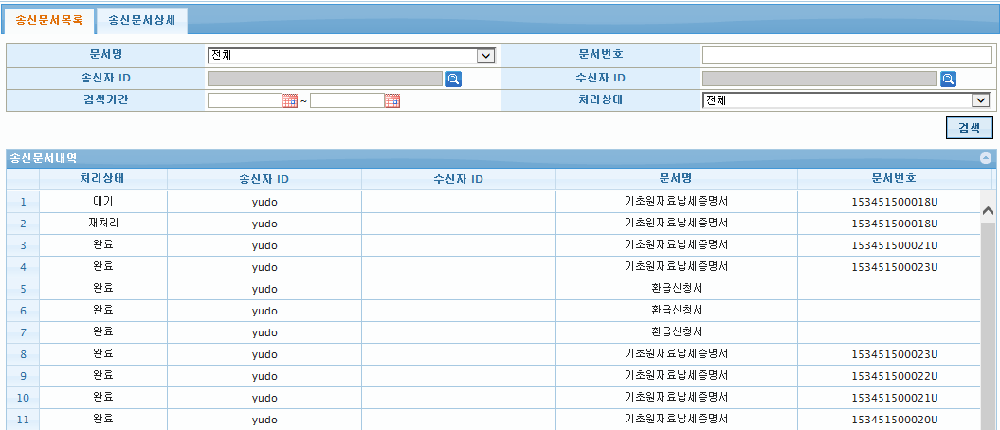 송신문서목록 송신문서상세
문서명 전체 문서번호
송신자 ID 수신자 ID
검색기간 ~ 처리상태 전체
검색
송신문서내역
처리상태 송신자 ID 수신자 ID 문서명 문서번호
1 대기 yudo 기초원재료납세증명서 153451500018U
2 재처리 yudo 기초원재료납세증명서 153451500018U
3 완료 yudo 기초원재료납세증명서 153451500021U
4 완료 yudo 기초원재료납세증명서 153451500023U
5 완료 yudo 환급신청서
6 완료 yudo 환급신청서
7 완료 yudo 환급신청서
8 완료 yudo 기초원재료납세증명서 153451500023U
9 완료 yudo 기초원재료납세증명서 153451500022U
10 완료 yudo 기초원재료납세증명서 153451500021U
11 완료 yudo 기초원재료납세증명서 153451500020U